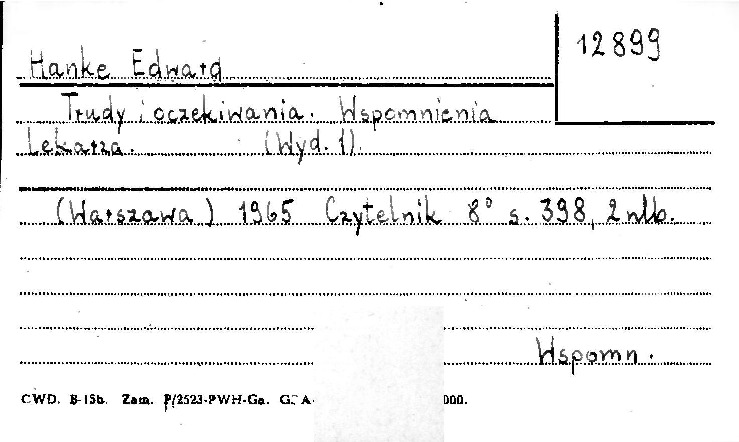 12899
Hanke Edward
Trudy i oczekiwania. Wspomnienia
Lekarza. (Wyd. 1).
(Warszawa) 1965 Czytelnik 8° s. 398, 2 nlb.
Wspomn.
CWD. B-15b. Zam. P/2523-PWH-Ga. G. A- 000.